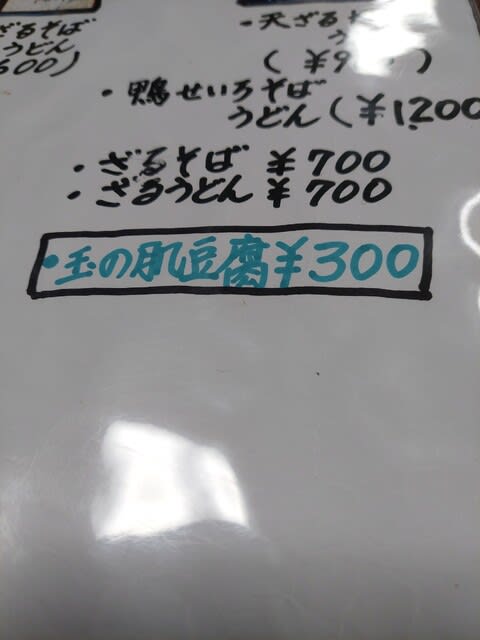 ざるそば
うどん
600)
・天ざる
(¥9
・鴨せいろそば
うどん(¥1,200
・ざるそば ¥700
・ざるうどん ¥700
・玉の肌豆腐¥300